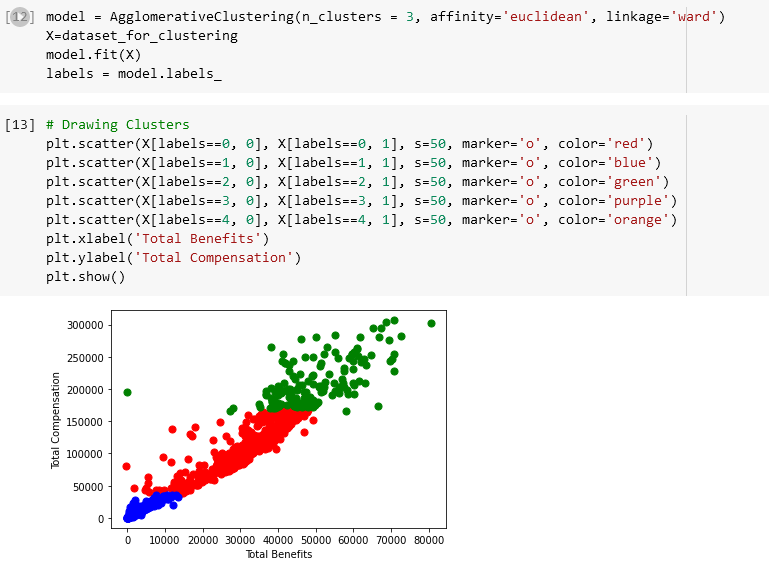 [12] model = AgglomerativeClustering(n_clusters = 3, affinity='euclidean', linkage='ward')
X=dataset_for_clustering
model.fit(X)
labels = model.labels_
[13] # Drawing Clusters
plt.scatter(X[labels==0, 0], X[labels==0, 1], s=50, marker='o', color='red')
plt.scatter(X[labels==1, 0], X[labels==1, 1], s=50, marker='o', color='blue')
plt.scatter(X[labels==2, 0], X[labels==2, 1], s=50, marker='o', color='green')
plt.scatter(X[labels==3, 0], X[labels==3, 1], s=50, marker='o', color='purple')
plt.scatter(X[labels==4, 0], X[labels==4, 1], s=50, marker='o', color='orange')
plt.xlabel('Total Benefits')
plt.ylabel('Total Compensation')
plt.show()
300000
250000
200000
150000
100000
50000
0
Total Compensation
0 10000 20000 30000 40000 50000 60000 70000 80000
Total Benefits